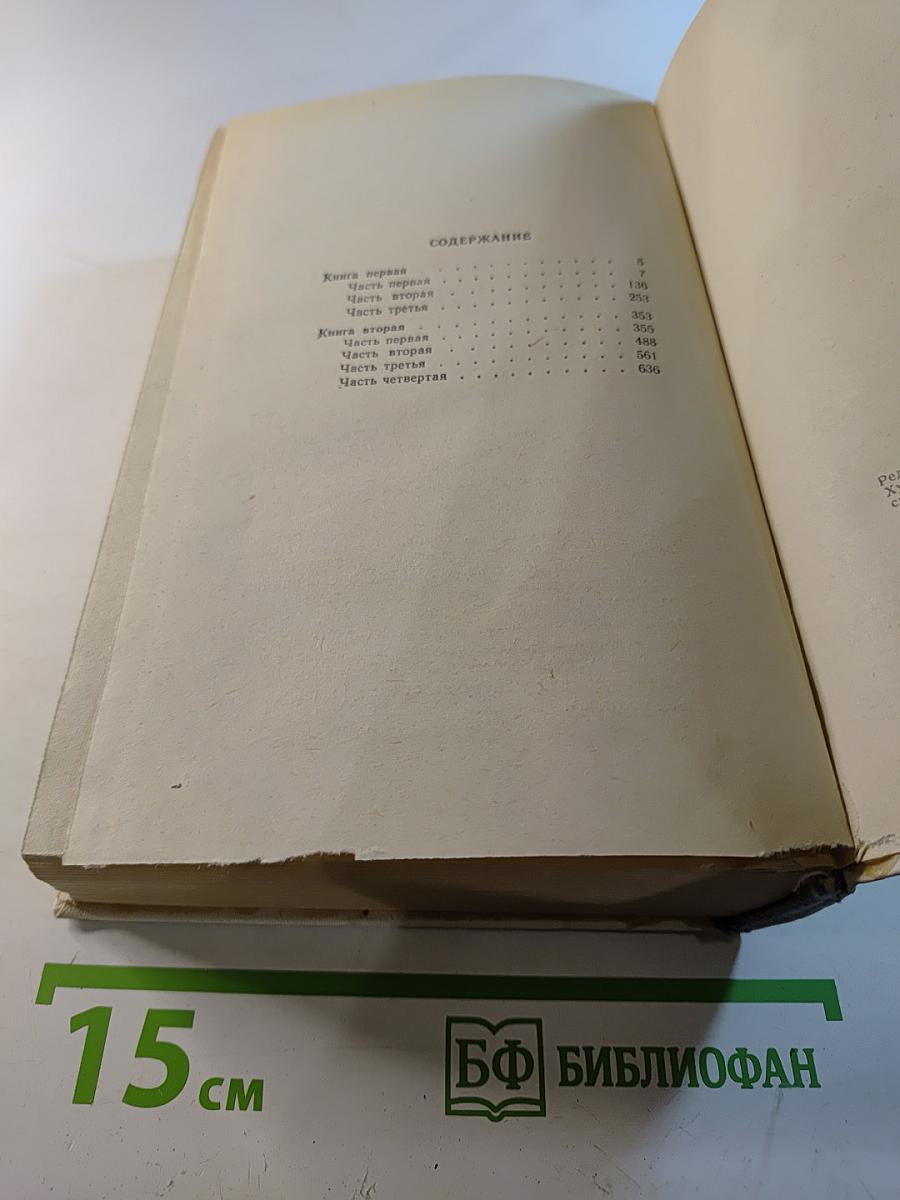 СОДЕРЖАНИЕ
Книга первая . . . . . . . . . . . 5
Часть первая . . . . . . . . . . . 7
Часть вторая . . . . . . . . . . 136
Часть третья . . . . . . . . . . 253
Книга вторая . . . . . . . . . . . 353
Часть первая . . . . . . . . . . 355
Часть вторая . . . . . . . . . . 488
Часть третья . . . . . . . . . . 561
Часть четвертая . . . . . . . . . 636
15 см
БФ БИБЛИОФАН